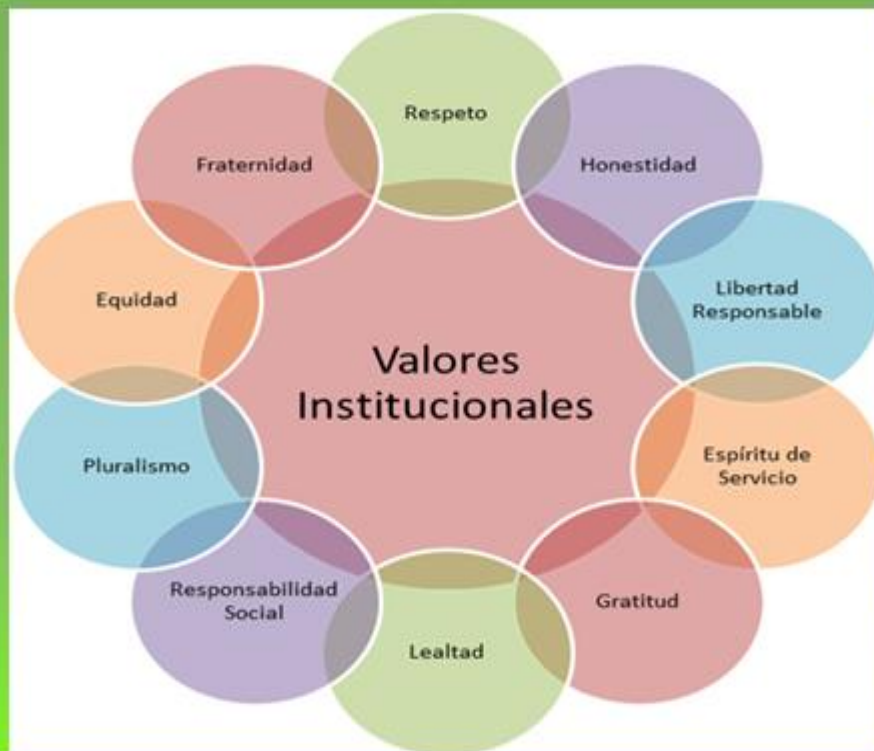 Respeto
Honestidad
Libertad
Responsable
Espíritu de
Servicio
Gratitud
Lealtad
Responsabilidad
Social
Pluralismo
Equidad
Fraternidad
Valores
Institucionales